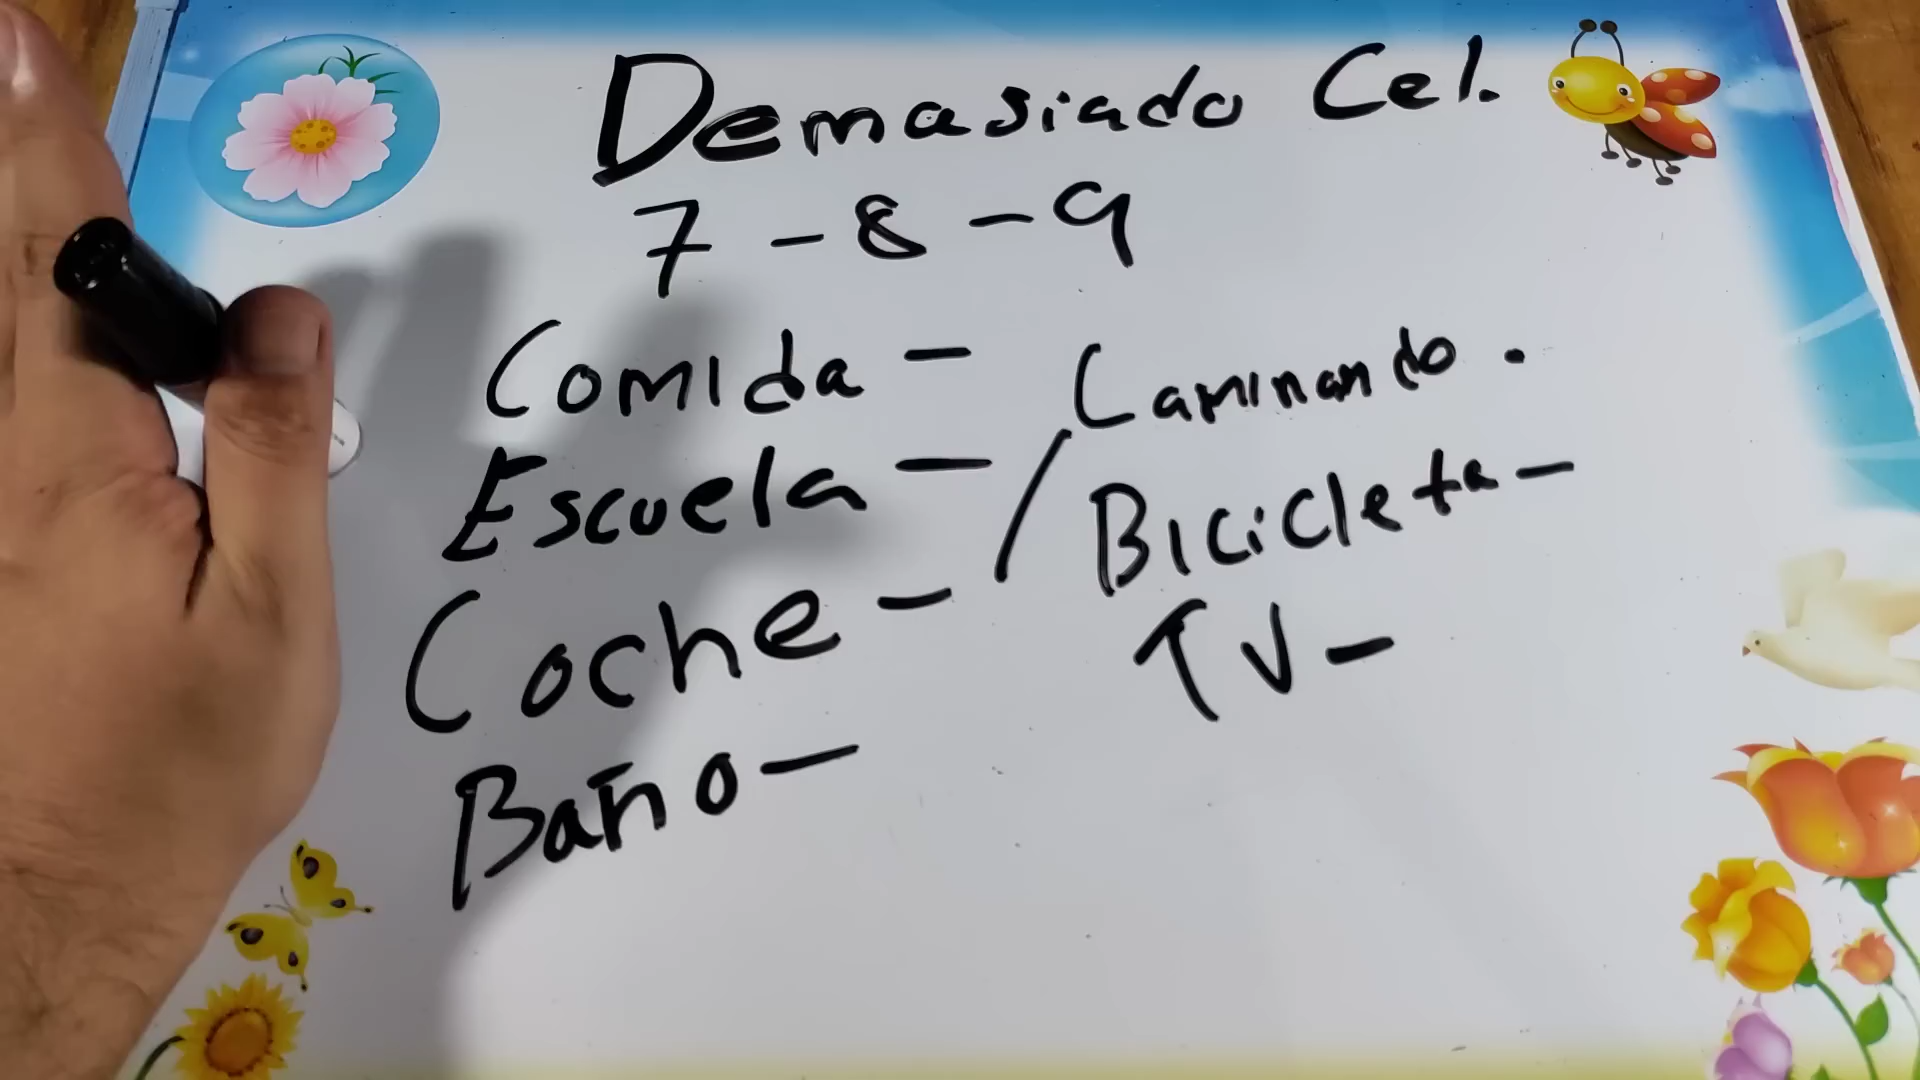 Demasiado Cel.
7 - 8 - 9
Comida -
Escuela -
Coche -
Baño -
/ Caminando.
Bicicleta -
TV -